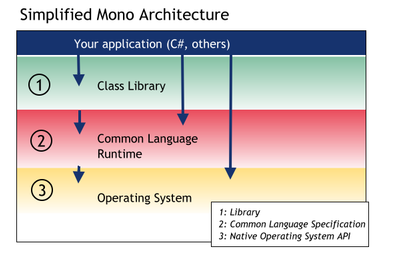 Simplified Mono Architecture
Your application (C#, others)
1
Class Library
2
Common Language
Runtime
3
Operating System
1: Library
2: Common Language Specification
3: Native Operating System API